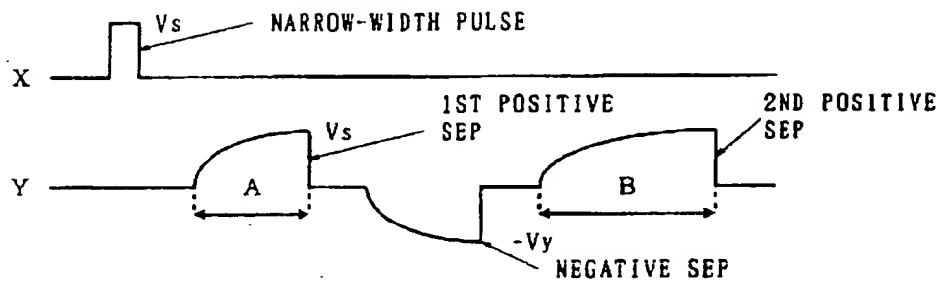 Vs NARROW-WIDTH PULSE
X
1ST POSITIVE
SEP
2ND POSITIVE
SEP
Vs
Y
A
B
-Vy
NEGATIVE SEP